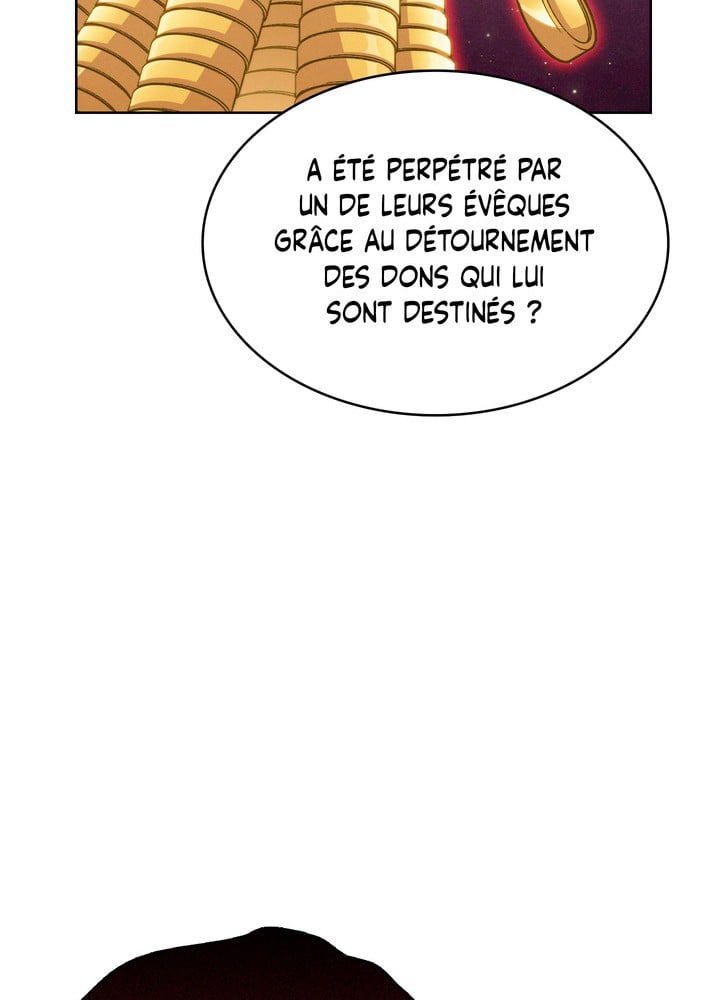 A ÉTÉ PERPÉTRÉ PAR
UN DE LEURS ÉVÊQUES
GRÂCE AU DÉTOURNEMENT
DES DONS QUI LUI
SONT DESTINÉS ?